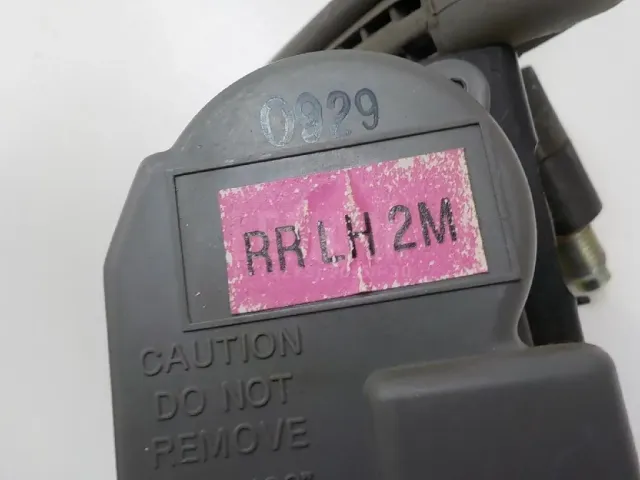 0929
RR LH 2M
CAUTION
DO NOT
REMOVE